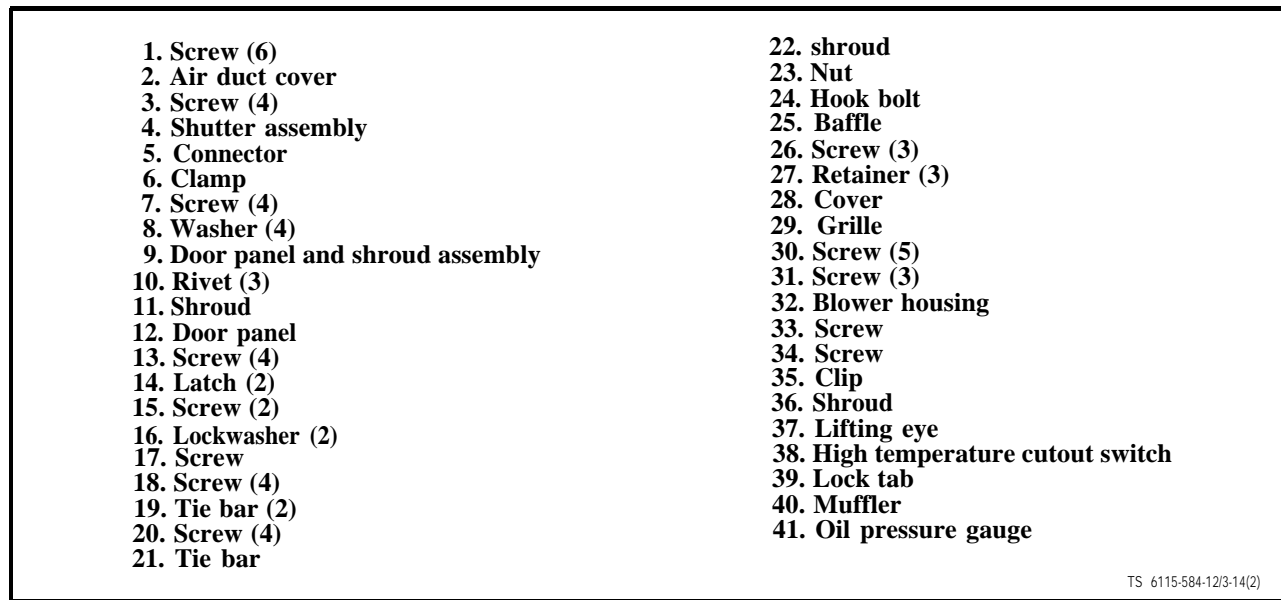 1. Screw (6)
2. Air duct cover
3. Screw (4)
4. Shutter assembly
5. Connector
6. Clamp
7. Screw (4)
8. Washer (4)
9. Door panel and shroud assembly
10. Rivet (3)
11. Shroud
12. Door panel
13. Screw (4)
14. Latch (2)
15. Screw (2)
16. Lockwasher (2)
17. Screw
18. Screw (4)
19. Tie bar (2)
20. Screw (4)
21. Tie bar
22. shroud
23. Nut
24. Hook bolt
25. Baffle
26. Screw (3)
27. Retainer (3)
28. Cover
29. Grille
30. Screw (5)
31. Screw (3)
32. Blower housing
33. Screw
34. Screw
35. Clip
36. Shroud
37. Lifting eye
38. High temperature cutout switch
39. Lock tab
40. Muffler
41. Oil pressure gauge
TS 6115-584-12/3-14(2)